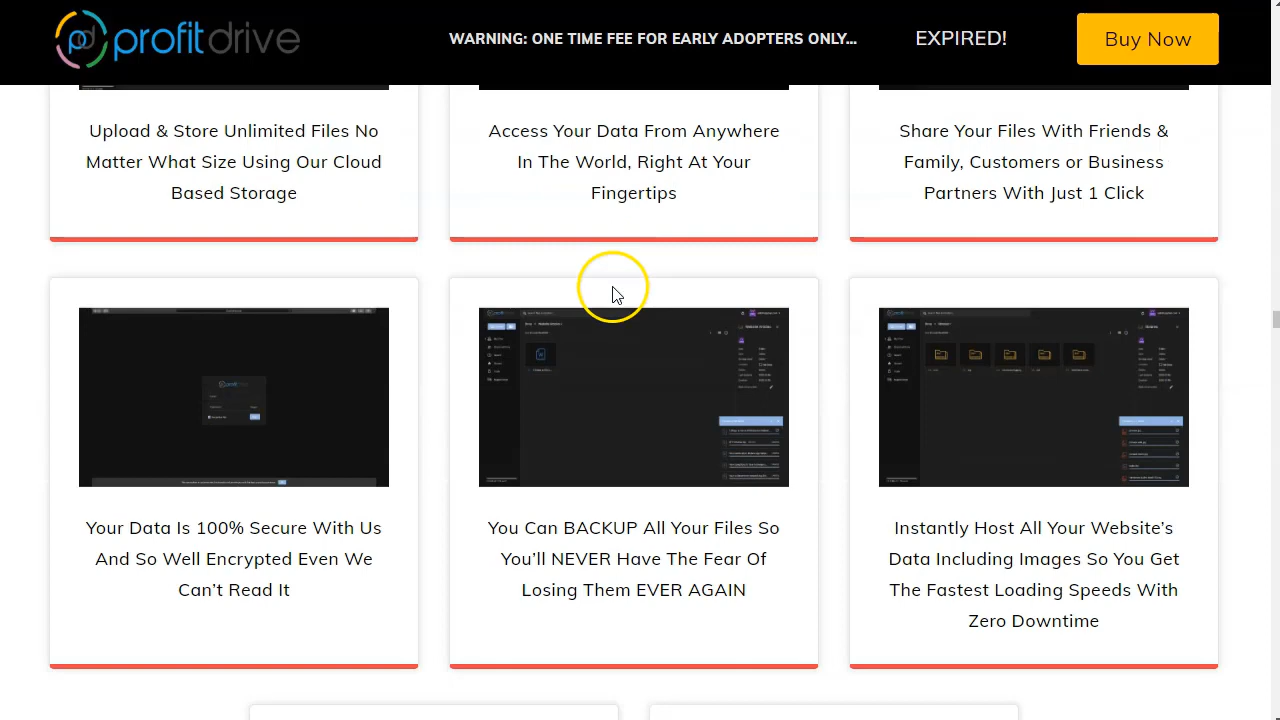 pd profitdrive
WARNING: ONE TIME FEE FOR EARLY ADOPTERS ONLY...
EXPIRED!
Buy Now
Upload & Store Unlimited Files No
Matter What Size Using Our Cloud
Based Storage
Access Your Data From Anywhere
In The World, Right At Your
Fingertips
Share Your Files With Friends &
Family, Customers or Business
Partners With Just 1 Click
profitdrive
profitdrive
profitdrive
Your Data Is 100% Secure With Us
And So Well Encrypted Even We
Can’t Read It
You Can BACKUP All Your Files So
You’ll NEVER Have The Fear Of
Losing Them EVER AGAIN
Instantly Host All Your Website’s
Data Including Images So You Get
The Fastest Loading Speeds With
Zero Downtime